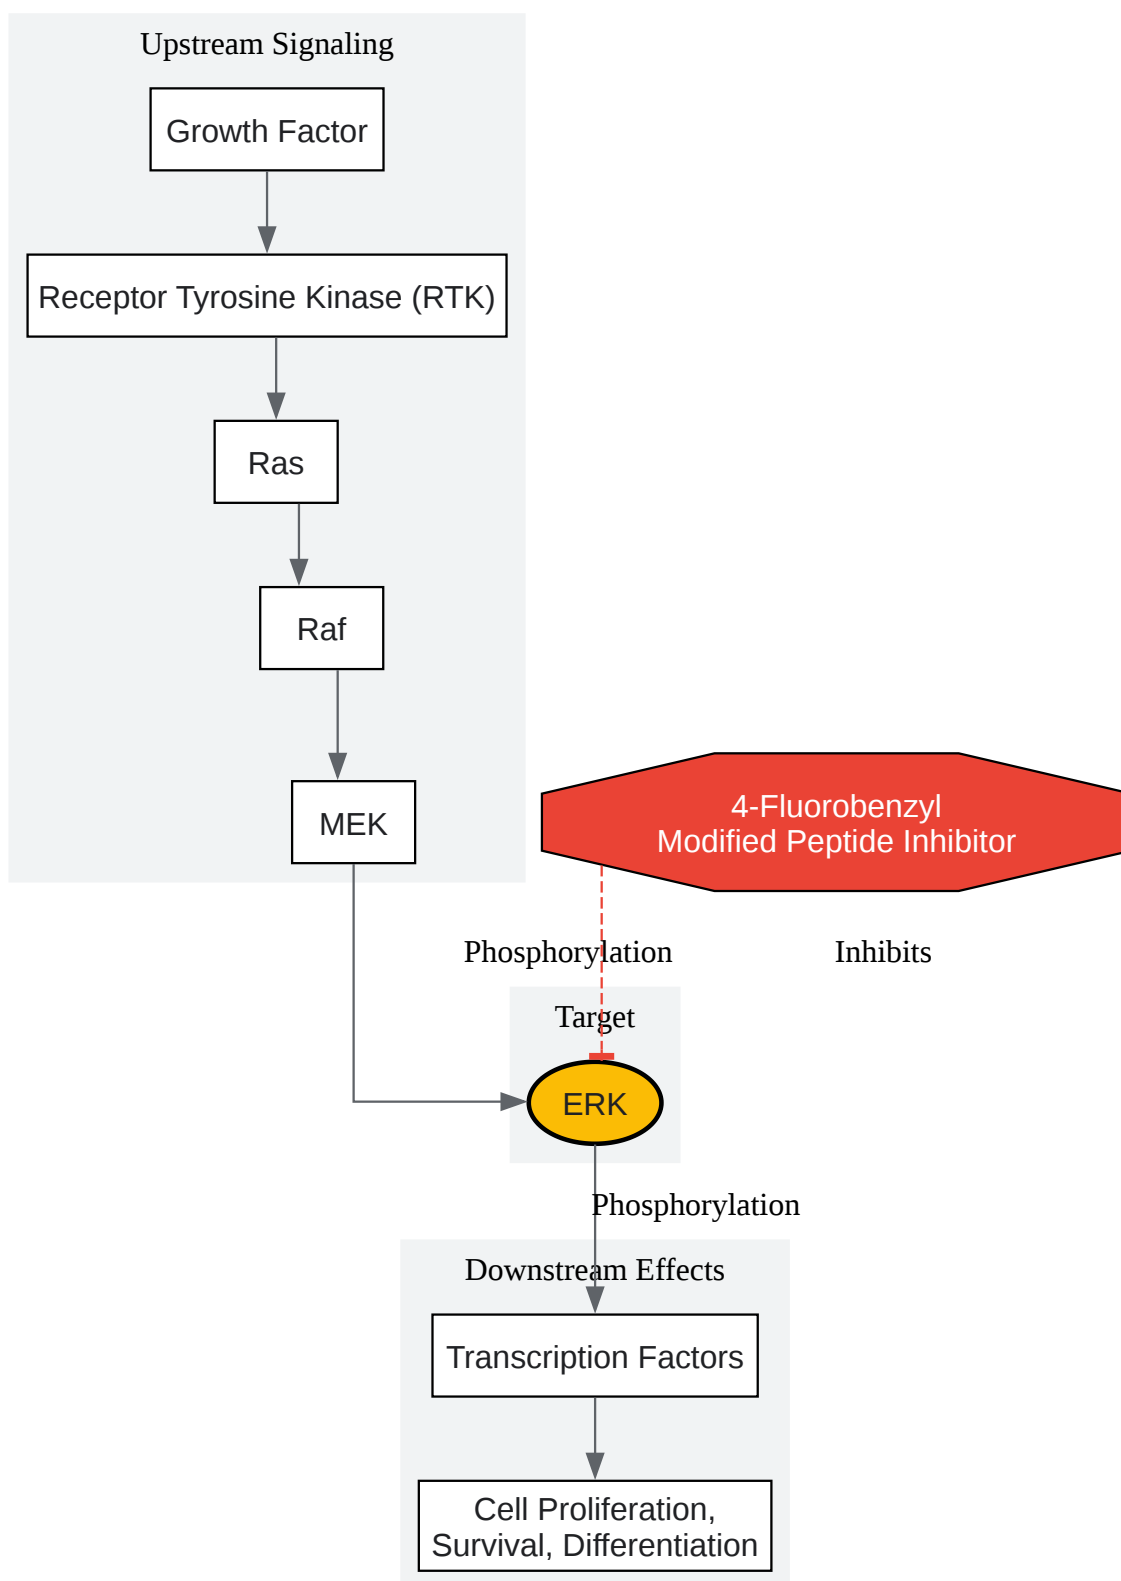 Upstream Signaling
Growth Factor
Receptor Tyrosine Kinase (RTK)
Ras
Raf
MEK
4-Fluorobenzyl
Modified Peptide Inhibitor
Phosphorylation
Inhibits
Target
ERK
Phosphorylation
Downstream Effects
Transcription Factors
Cell Proliferation,
Survival, Differentiation